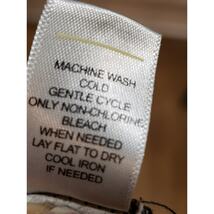 MACHINE WASH
COLD
GENTLE CYCLE
ONLY NON-CHLORINE
BLEACH
WHEN NEEDED
LAY FLAT TO DRY
COOL IRON
IF NEEDED